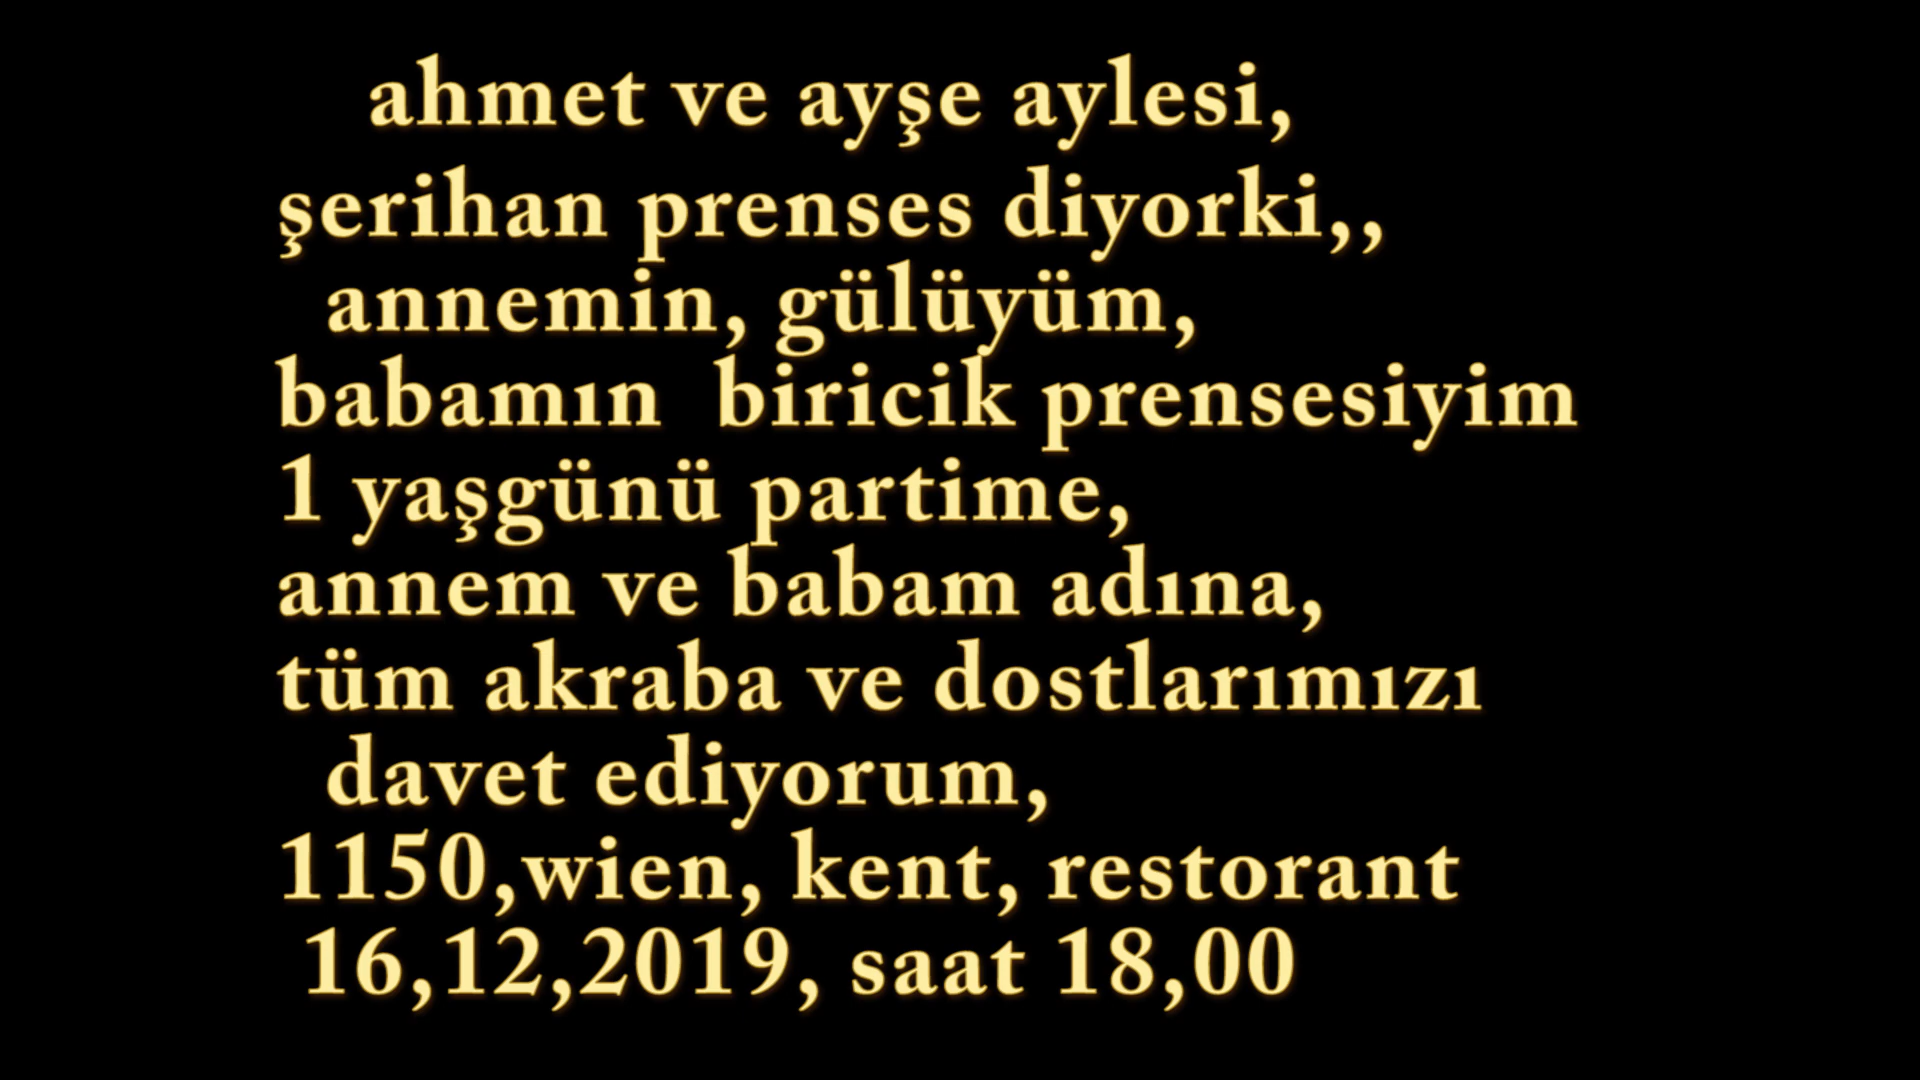 ahmet ve ayşe aylesi,
şerihan prenses diyorki,,
annemin, gülüyüm,
babamın biricik prensesiyim
1 yaşgünü partime,
annem ve babam adına,
tüm akraba ve dostlarımızı
davet ediyorum,
1150,wien, kent, restorant
16,12,2019, saat 18,00